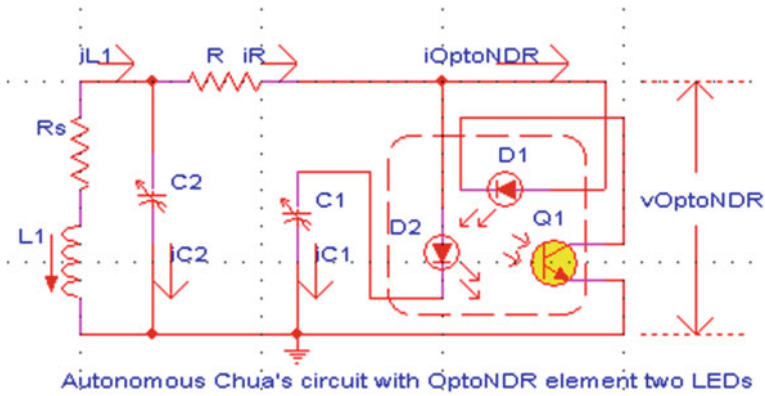 iL1 R iR iOptoNDR
Rs
D1
C2
C1
vOptoNDR
Q1
D2
L1
iC2
iC1
Autonomous Chua's circuit with OptoNDR element two LEDs